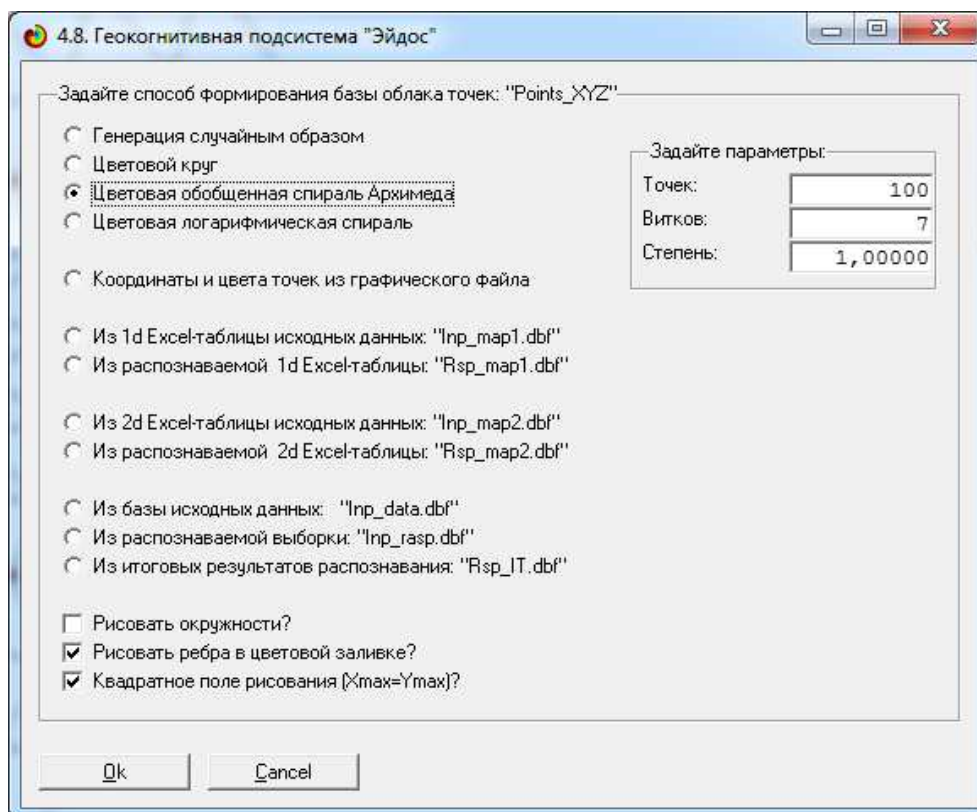 4.8. Геокогнитивная подсистема "Эйдос"
Задайте способ формирования базы облака точек: "Points_XYZ"
Генерация случайным образом
Цветовой круг
Цветовая обобщенная спираль Архимеда
Цветовая логарифмическая спираль
Задайте параметры:
Точек: 100
Витков: 7
Степень: 1,00000
Координаты и цвета точек из графического файла
Из 1d Excel-таблицы исходных данных: "Inp_map1.dbf"
Из распознаваемой 1d Excel-таблицы: "Rsp_map1.dbf"
Из 2d Excel-таблицы исходных данных: "Inp_map2.dbf"
Из распознаваемой 2d Excel-таблицы: "Rsp_map2.dbf"
Из базы исходных данных: "Inp_data.dbf"
Из распознаваемой выборки: "Inp_rasp.dbf"
Из итоговых результатов распознавания: "Rsp_IT.dbf"
Рисовать окружности?
Рисовать ребра в цветовой заливке?
Квадратное поле рисования (Xmax=Ymax)?
Ok
Cancel